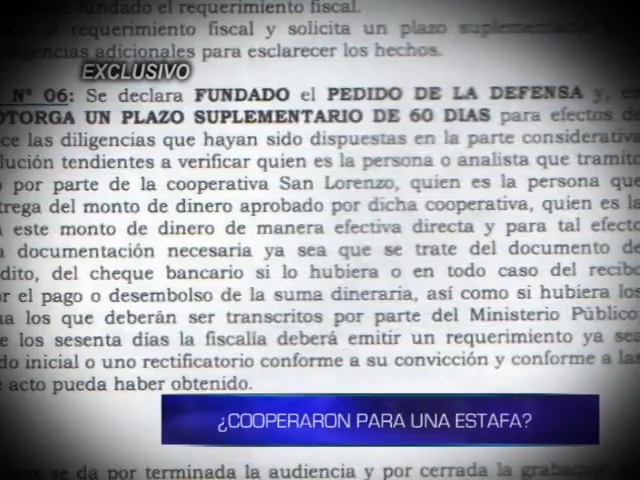 fundado el requerimiento fiscal.
el requerimiento fiscal y solicita un plazo
diligencias adicionales para esclarecer los hechos.
EXCLUSIVO
Nº 06: Se declara FUNDADO el PEDIDO DE LA DEFENSA y, en
OTORGA UN PLAZO SUPLEMENTARIO DE 60 DIAS para efectos de
ce las diligencias que hayan sido dispuestas en la parte considerativa
lución tendientes a verificar quien es la persona o analista que tramitó
por parte de la cooperativa San Lorenzo, quien es la persona que
trega del monto de dinero aprobado por dicha cooperativa, quien es la
este monto de dinero de manera efectiva directa y para tal efecto
documentación necesaria ya sea que se trate del documento de
dito, del cheque bancario si lo hubiera o en todo caso del recibo
or el pago o desembolso de la suma dineraria, así como si hubiera los
na los que deberán ser transcritos por parte del Ministerio Público
e los sesenta días la fiscalía deberá emitir un requerimiento ya sea
do inicial o uno rectificatorio conforme a su convicción y conforme a las
e acto pueda haber obtenido.
¿COOPERARON PARA UNA ESTAFA?
se da por terminada la audiencia y por cerrada la